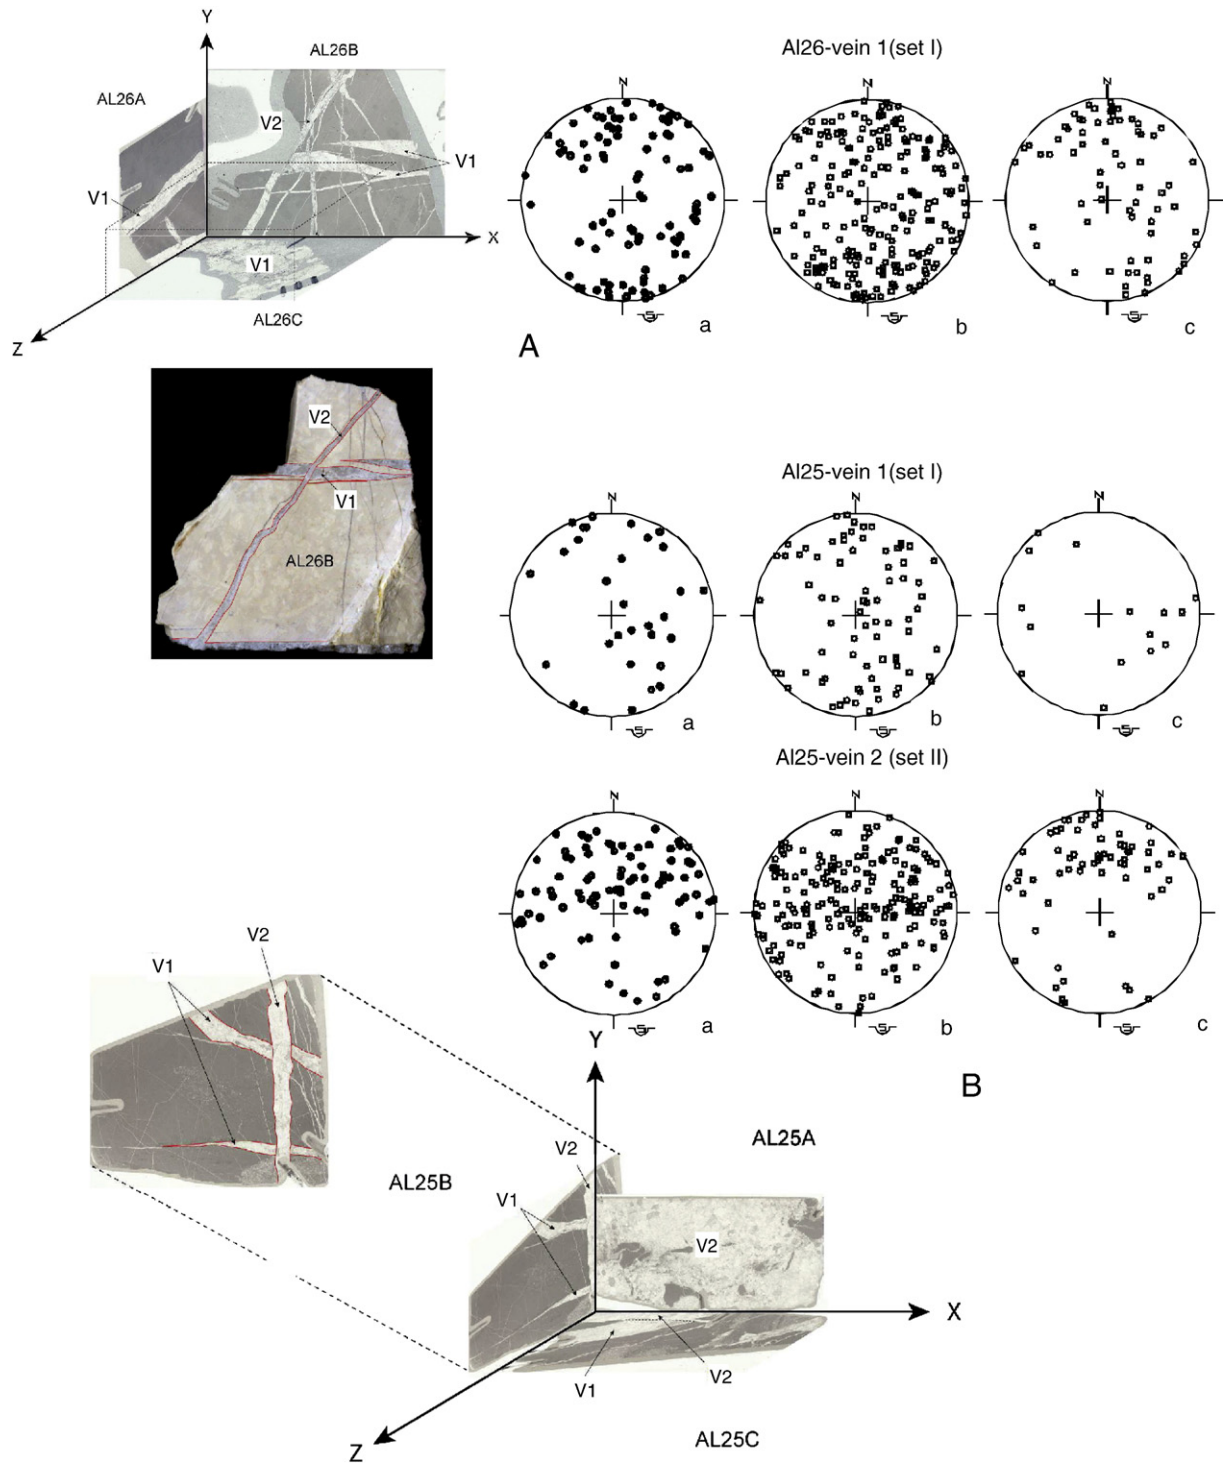 Y
AL26B
AL26A
V2
V1
V1
X
V1
AL26C
Z
Al26-vein 1(set I)
N
N
N
S
S
S
a
b
c
A
V2
V1
AL26B
Al25-vein 1(set I)
N
N
N
S
S
S
a
b
c
Al25-vein 2 (set II)
N
N
N
S
S
S
a
b
c
B
V2
V1
AL25B
Y
AL25A
V2
V1
V2
X
V1
V2
Z
AL25C